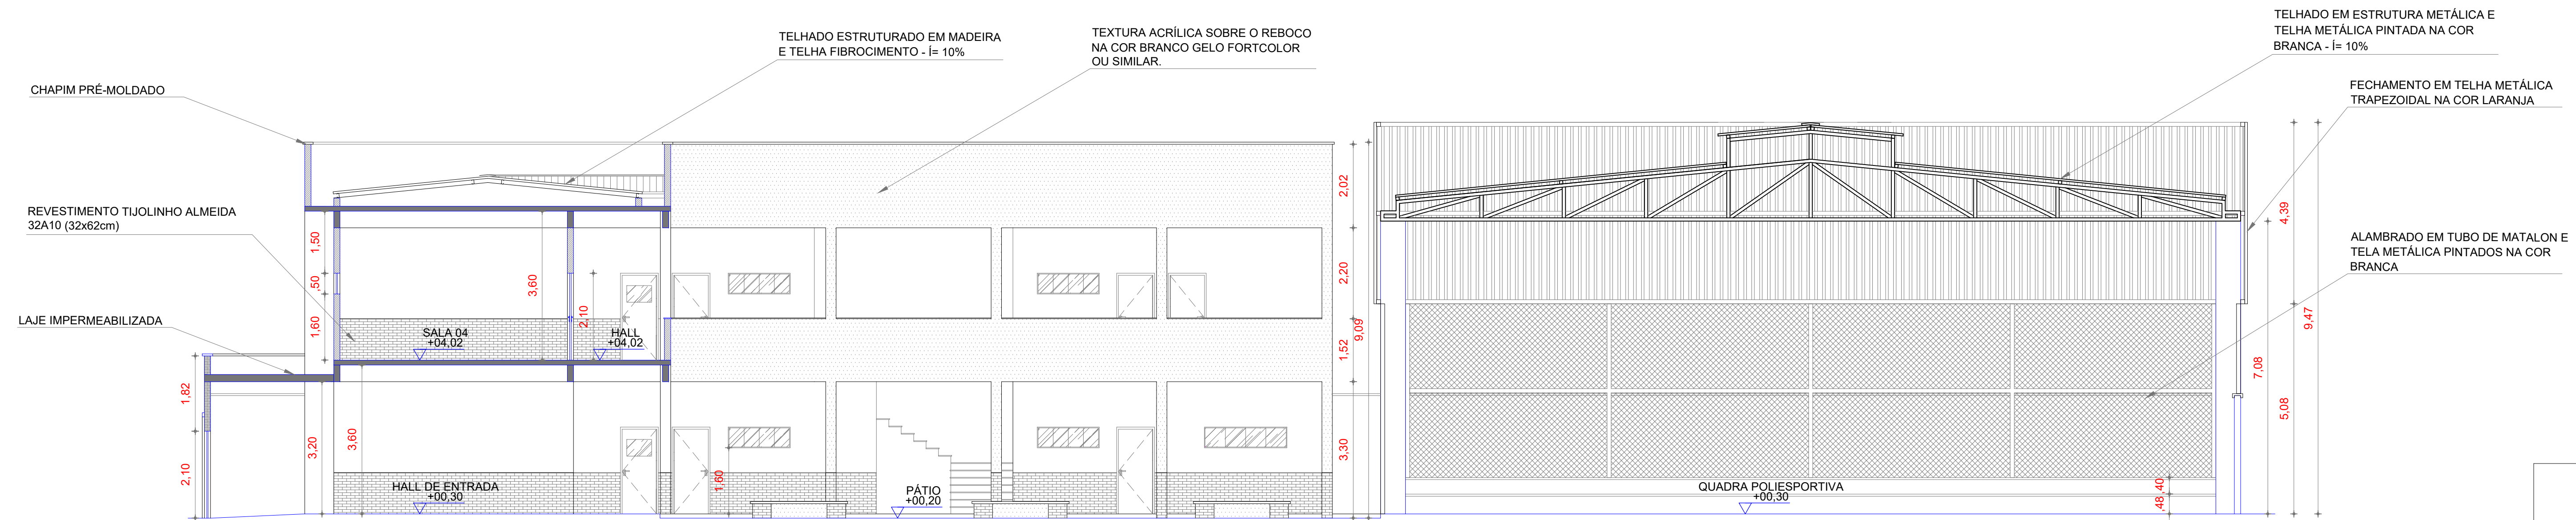 TELHADO ESTRUTURADO EM MADEIRA
E TELHA FIBROCIMENTO - Í= 10%
TEXTURA ACRÍLICA SOBRE O REBOCO
NA COR BRANCO GELO FORTCOLOR
OU SIMILAR.
TELHADO EM ESTRUTURA METÁLICA E
TELHA METÁLICA PINTADA NA COR
BRANCA - Í= 10%
CHAPIM PRÉ-MOLDADO
FECHAMENTO EM TELHA METÁLICA
TRAPEZOIDAL NA COR LARANJA
REVESTIMENTO TIJOLINHO ALMEIDA
32A10 (32x62cm)
ALAMBRADO EM TUBO DE MATALON E
TELA METÁLICA PINTADOS NA COR
BRANCA
LAJE IMPERMEABILIZADA
1,50
,50
1,60
3,60
2,10
SALA 04
+04,02
HALL
+04,02
2,02
2,20
1,52
3,30
9,09
4,39
9,47
7,08
5,08
1,82
2,10
3,20
3,60
1,60
HALL DE ENTRADA
+00,30
PÁTIO
+00,20
QUADRA POLIESPORTIVA
+00,30
,40
,48